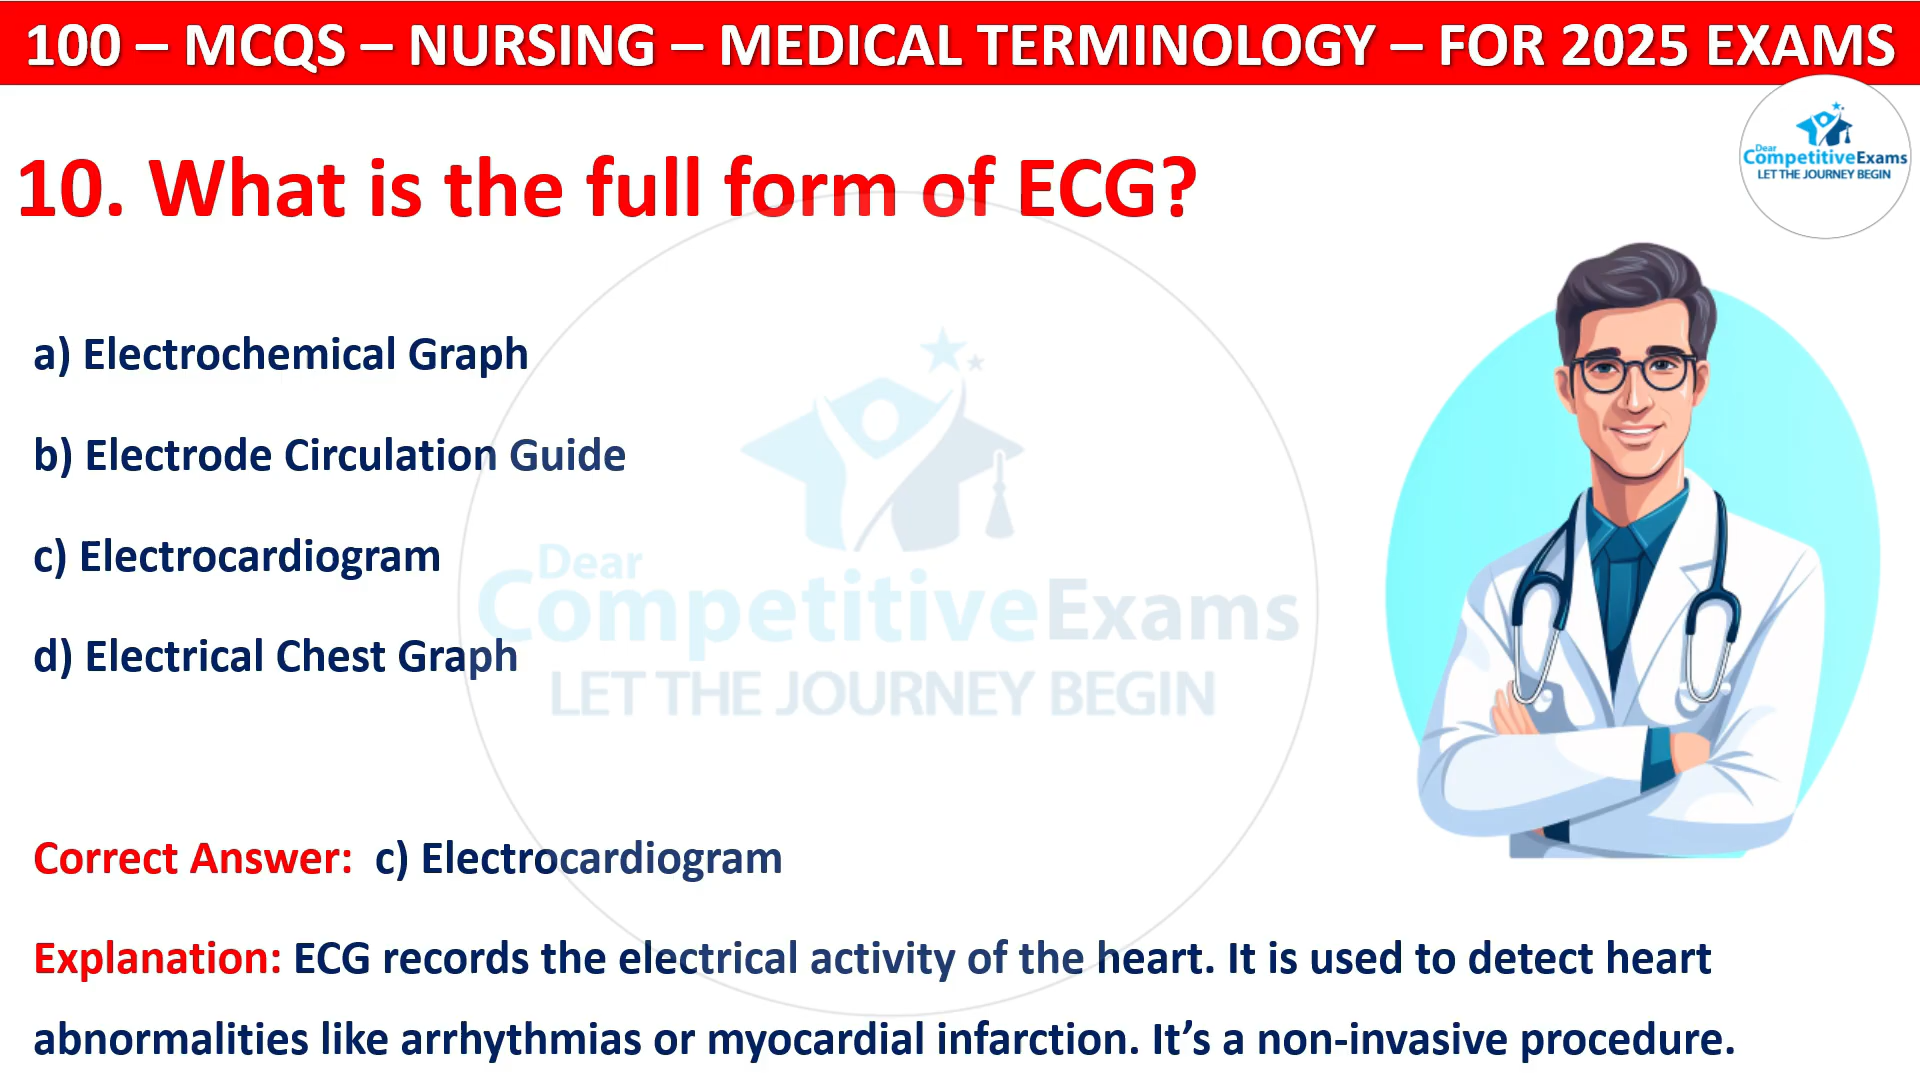 100 – MCQS – NURSING – MEDICAL TERMINOLOGY – FOR 2025 EXAMS
Dear
CompetitiveExams
LET THE JOURNEY BEGIN
10. What is the full form of ECG?
a) Electrochemical Graph
b) Electrode Circulation Guide
c) Electrocardiogram
d) Electrical Chest Graph
Dear
CompetitiveExams
LET THE JOURNEY BEGIN
Correct Answer: c) Electrocardiogram
Explanation: ECG records the electrical activity of the heart. It is used to detect heart
abnormalities like arrhythmias or myocardial infarction. It’s a non-invasive procedure.